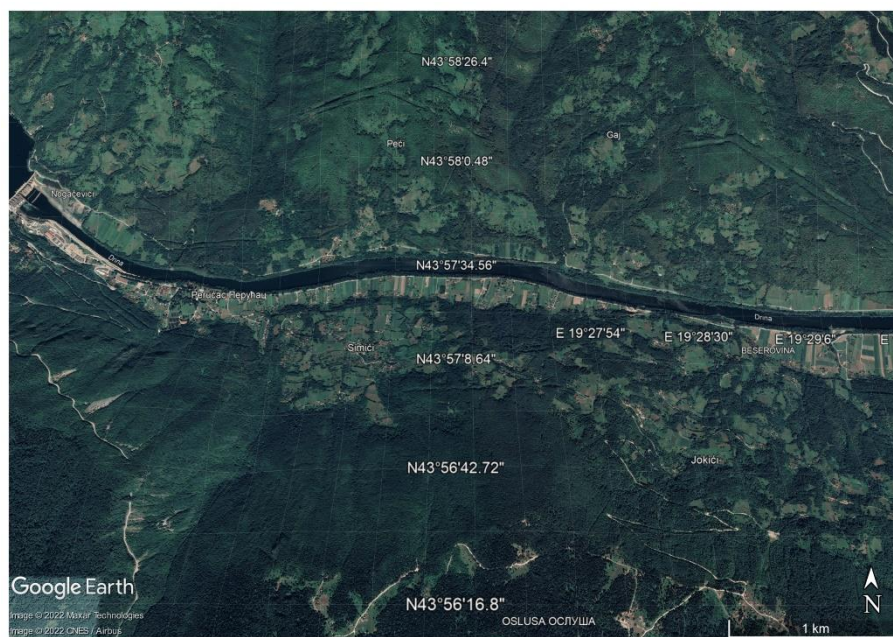 N43°58'26.4"
Gaj
Peći
N43°58'0.48"
Nogačevići
Drina
N43°57'34.56"
Perućac Перућац
Drina
E 19°27'54"
E 19°28'30"
E 19°29'6"
E
BESEROVINA
Simići
N43°57'8.64"
Jokići
N43°56'42.72"
Google Earth
N
N43°56'16.8"
Image © 2022 Maxar Technologies
OSLUSA ОСЛУША
1 km
Image © 2022 CNES / Airbus